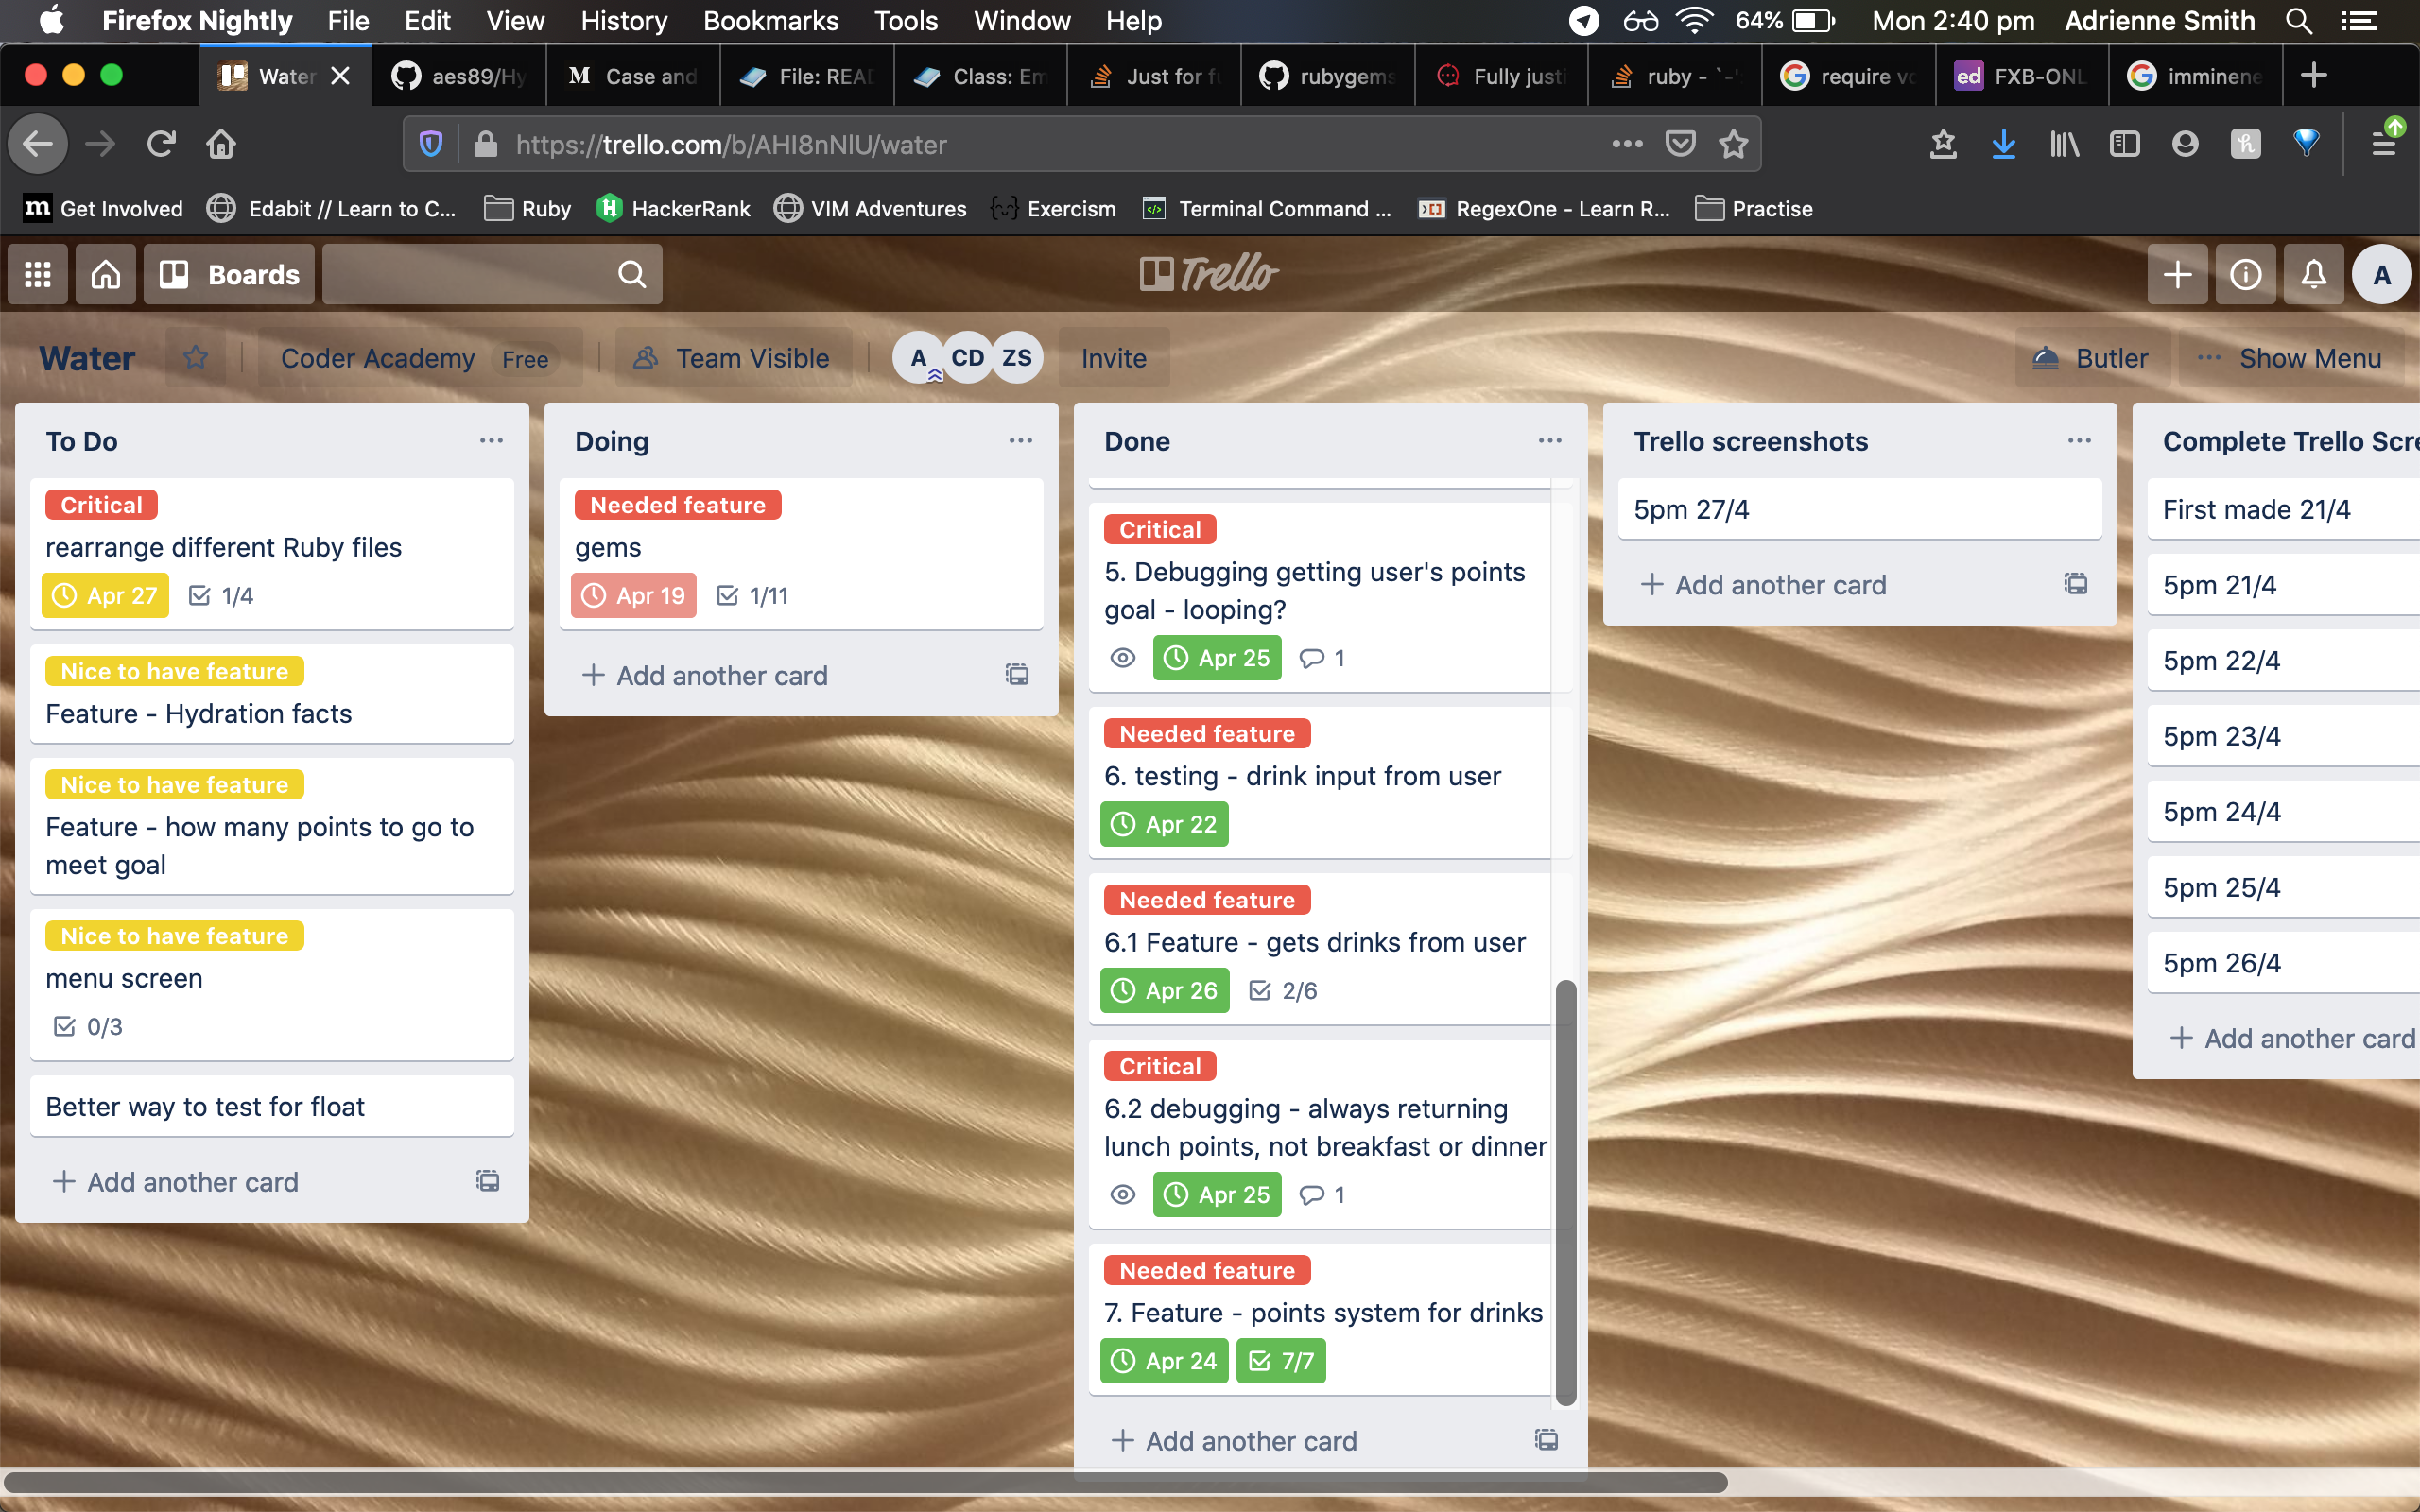 Firefox Nightly File Edit View History Bookmarks Tools Window Help 64% Mon 2:40 pm Adrienne Smith
Water aes89/Hy Case and File: REA Class: Em Just for fu rubygems Fully justi ruby - `-' require vo FXB-ONL imminene
https://trello.com/b/AHI8nNlU/water
Get Involved Edabit // Learn to C... Ruby HackerRank VIM Adventures Exercism Terminal Command ... RegexOne - Learn R... Practise
Boards Trello A
Water Coder Academy Free Team Visible A CD ZS Invite Butler ... Show Menu
To Do
Critical
rearrange different Ruby files
Apr 27 1/4
Nice to have feature
Feature - Hydration facts
Nice to have feature
Feature - how many points to go to
meet goal
Nice to have feature
menu screen
0/3
Better way to test for float
+ Add another card
Doing
Needed feature
gems
Apr 19 1/11
+ Add another card
Done
Critical
5. Debugging getting user's points
goal - looping?
Apr 25 1
Needed feature
6. testing - drink input from user
Apr 22
Needed feature
6.1 Feature - gets drinks from user
Apr 26 2/6
Critical
6.2 debugging - always returning
lunch points, not breakfast or dinner
Apr 25 1
Needed feature
7. Feature - points system for drinks
Apr 24 7/7
+ Add another card
Trello screenshots
5pm 27/4
+ Add another card
Complete Trello Scre
First made 21/4
5pm 21/4
5pm 22/4
5pm 23/4
5pm 24/4
5pm 25/4
5pm 26/4
+ Add another card